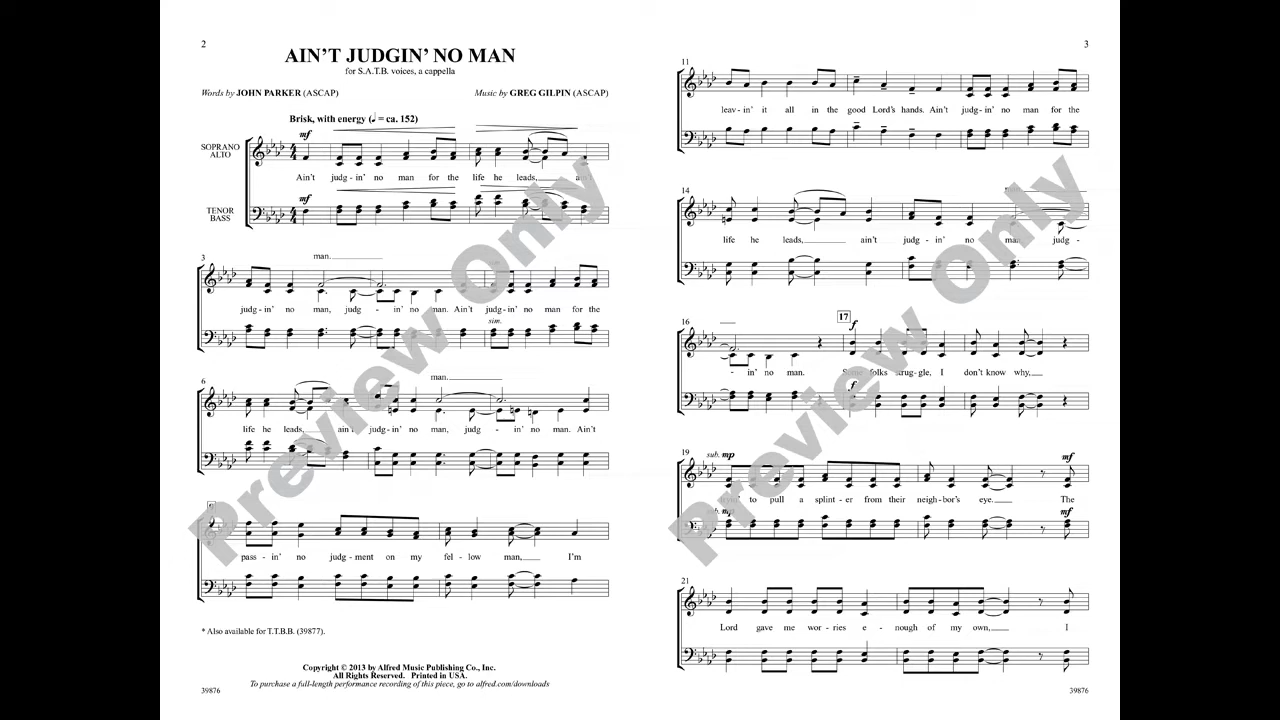 2
AIN'T JUDGIN' NO MAN
for S.A.T.B. voices, a cappella
Words by JOHN PARKER (ASCAP)
Music by GREG GILPIN (ASCAP)
Brisk, with energy (♩ = ca. 152)
mf
SOPRANO
ALTO
Ain't judg - in' no man for the life he leads, ain't
mf
TENOR
BASS
3
man.
judg - in' no man, judg - in' no man. Ain't judg - in' no man for the
sim.
6
man.
life he leads, ain't judg - in' no man, judg - in' no man. Ain't
9
pass - in' no judg - ment on my fel - low man, I'm
* Also available for T.T.B.B. (39877).
Copyright © 2013 by Alfred Music Publishing Co., Inc.
All Rights Reserved. Printed in USA.
To purchase a full-length performance recording of this piece, go to alfred.com/downloads
39876
Preview Only
3
11
leav - in' it all in the good Lord's hands. Ain't judg - in' no man for the
14
man.
life he leads, ain't judg - in' no man. judg -
16
17
f
- in' no man. Some folks strug - gle, I don't know why,
f
19
sub. mp
mf
tryin' to pull a splint - er from their neigh - bor's eye. The
sub. mp
mf
21
Lord gave me wor - ries e - nough of my own, I
39876
Preview Only